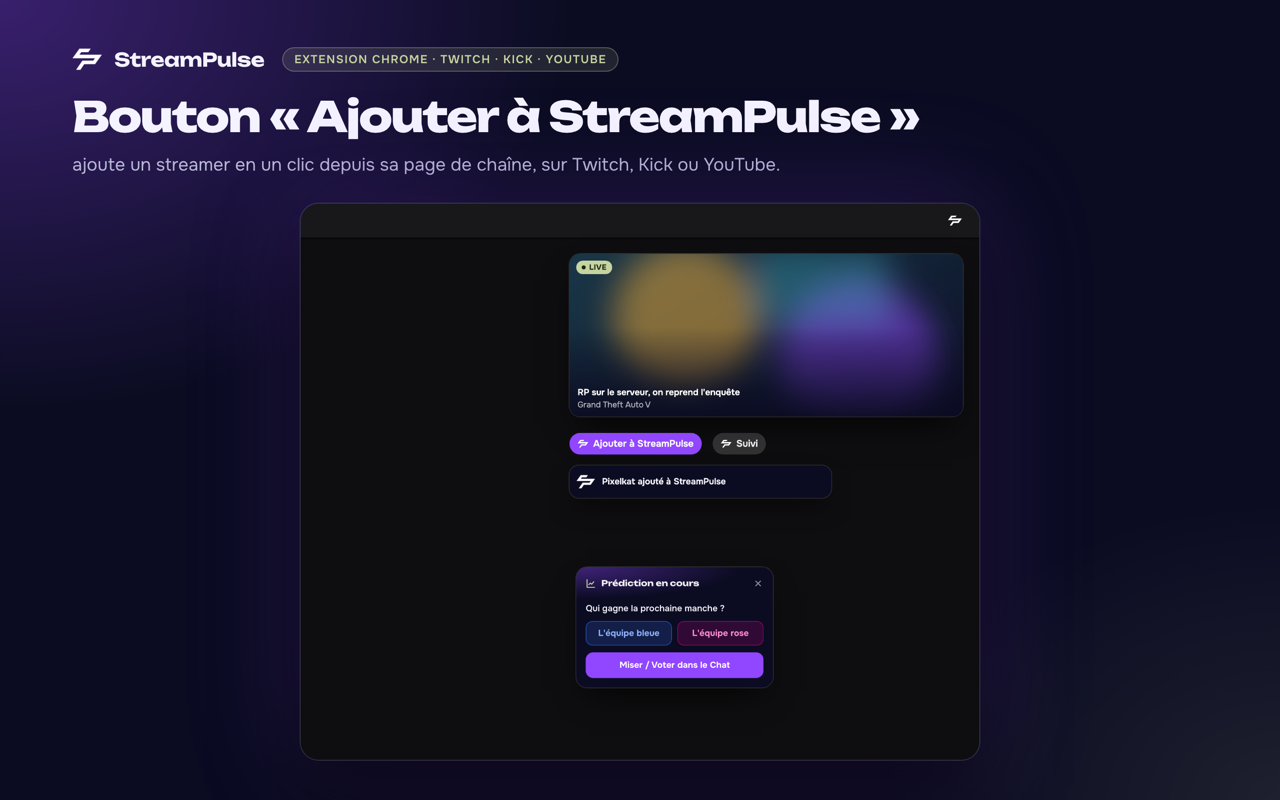 StreamPulse
EXTENSION CHROME · TWITCH · KICK · YOUTUBE
Bouton « Ajouter à StreamPulse »
ajoute un streamer en un clic depuis sa page de chaîne, sur Twitch, Kick ou YouTube.
LIVE
RP sur le serveur, on reprend l'enquête
Grand Theft Auto V
Ajouter à StreamPulse
Suivi
Pixelkat ajouté à StreamPulse
Prédiction en cours
Qui gagne la prochaine manche ?
L'équipe bleue
L'équipe rose
Miser / Voter dans le Chat